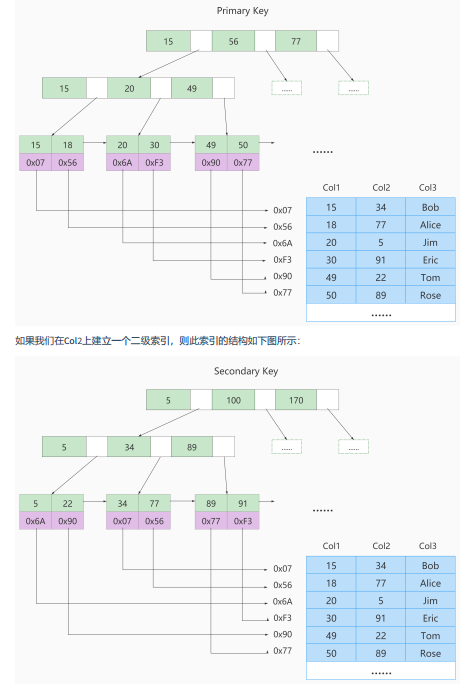 Primary Key
15 56 77
15 20 49
...... ......
15 18 20 30 49 50
0x07 0x56 0x6A 0xF3 0x90 0x77
......
Col1 Col2 Col3
0x07 15 34 Bob
0x56 18 77 Alice
0x6A 20 5 Jim
0xF3 30 91 Eric
0x90 49 22 Tom
0x77 50 89 Rose
......
如果我们在Col2上建立一个二级索引，则此索引的结构如下图所示：
Secondary Key
5 100 170
5 34 89
...... ......
5 22 34 77 89 91
0x6A 0x90 0x07 0x56 0x77 0xF3
......
Col1 Col2 Col3
0x07 15 34 Bob
0x56 18 77 Alice
0x6A 20 5 Jim
0xF3 30 91 Eric
0x90 49 22 Tom
0x77 50 89 Rose
......